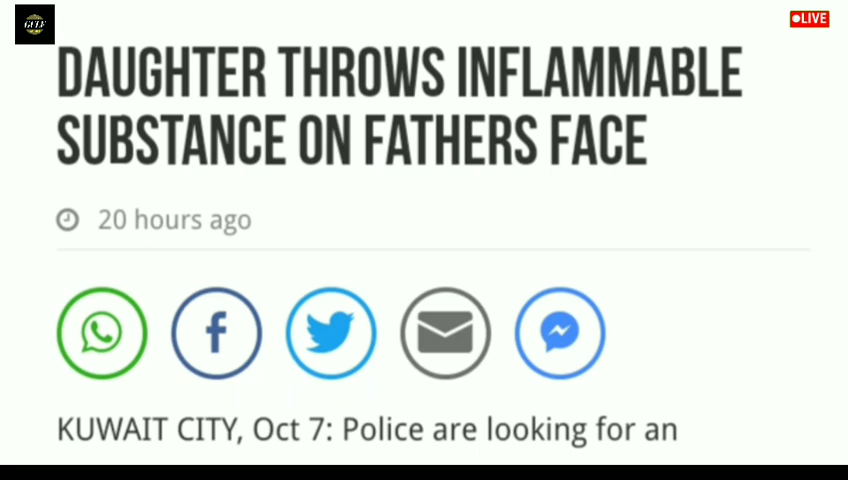 GULF
LIVE
DAUGHTER THROWS INFLAMMABLE
SUBSTANCE ON FATHERS FACE
20 hours ago
KUWAIT CITY, Oct 7: Police are looking for an